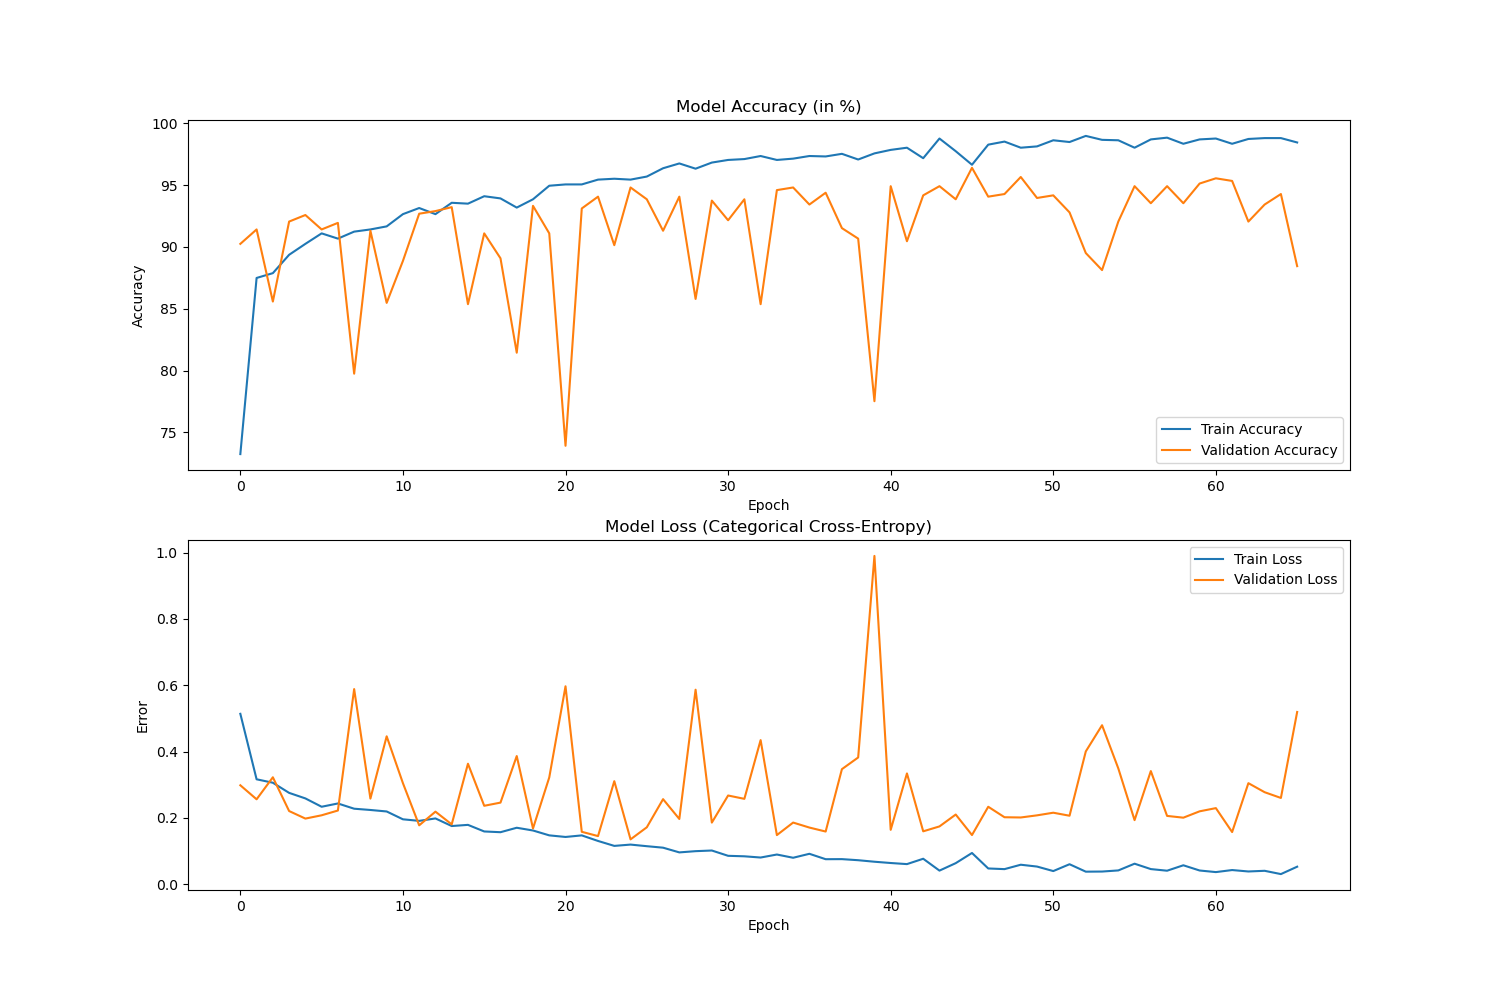 Model Accuracy (in %)
100
95
90
85
80
75
Accuracy
Train Accuracy
Validation Accuracy
0 10 20 30 40 50 60
Epoch
Model Loss (Categorical Cross-Entropy)
1.0
0.8
0.6
0.4
0.2
0.0
Error
Train Loss
Validation Loss
0 10 20 30 40 50 60
Epoch